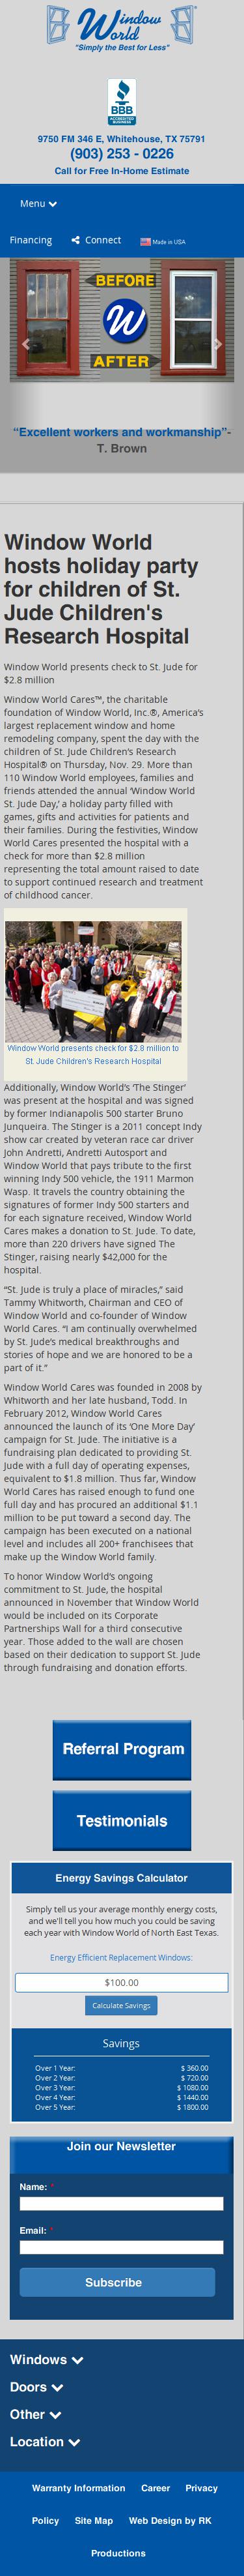 Window World®
"Simply the Best for Less"
BBB
ACCREDITED BUSINESS
9750 FM 346 E, Whitehouse, TX 75791
(903) 253 - 0226
Call for Free In-Home Estimate
Menu
Financing
Connect
Made in USA
BEFORE
W
AFTER
“Excellent workers and workmanship”-
T. Brown
Window World
hosts holiday party
for children of St.
Jude Children's
Research Hospital
Window World presents check to St. Jude for
$2.8 million
Window World Cares™, the charitable
foundation of Window World, Inc.®, America’s
largest replacement window and home
remodeling company, spent the day with the
children of St. Jude Children’s Research
Hospital® on Thursday, Nov. 29. More than
110 Window World employees, families and
friends attended the annual ‘Window World
St. Jude Day,’ a holiday party filled with
games, gifts and activities for patients and
their families. During the festivities, Window
World Cares presented the hospital with a
check for more than $2.8 million
representing the total amount raised to date
to support continued research and treatment
of childhood cancer.
Window World presents check for $2.8 million to
St. Jude Children's Research Hospital
Additionally, Window World’s ‘The Stinger’
was present at the hospital and was signed
by former Indianapolis 500 starter Bruno
Junqueira. The Stinger is a 2011 concept Indy
show car created by veteran race car driver
John Andretti, Andretti Autosport and
Window World that pays tribute to the first
winning Indy 500 vehicle, the 1911 Marmon
Wasp. It travels the country obtaining the
signatures of former Indy 500 starters and
for each signature received, Window World
Cares makes a donation to St. Jude. To date,
more than 220 drivers have signed The
Stinger, raising nearly $42,000 for the
hospital.
“St. Jude is truly a place of miracles,” said
Tammy Whitworth, Chairman and CEO of
Window World and co-founder of Window
World Cares. “I am continually overwhelmed
by St. Jude’s medical breakthroughs and
stories of hope and we are honored to be a
part of it.”
Window World Cares was founded in 2008 by
Whitworth and her late husband, Todd. In
February 2012, Window World Cares
announced the launch of its ‘One More Day’
campaign for St. Jude. The initiative is a
fundraising plan dedicated to providing St.
Jude with a full day of operating expenses,
equivalent to $1.8 million. Thus far, Window
World Cares has raised enough to fund one
full day and has procured an additional $1.1
million to be put toward a second day. The
campaign has been executed on a national
level and includes all 200+ franchisees that
make up the Window World family.
To honor Window World’s ongoing
commitment to St. Jude, the hospital
announced in November that Window World
would be included on its Corporate
Partnerships Wall for a third consecutive
year. Those added to the wall are chosen
based on their dedication to support St. Jude
through fundraising and donation efforts.
Referral Program
Testimonials
Energy Savings Calculator
Simply tell us your average monthly energy costs,
and we'll tell you how much you could be saving
each year with Window World of North East Texas.
Energy Efficient Replacement Windows:
$100.00
Calculate Savings
Savings
Over 1 Year: $ 360.00
Over 2 Year: $ 720.00
Over 3 Year: $ 1080.00
Over 4 Year: $ 1440.00
Over 5 Year: $ 1800.00
Join our Newsletter
Name: *
Email: *
Subscribe
Windows
Doors
Other
Location
Warranty Information Career Privacy
Policy Site Map Web Design by RK
Productions